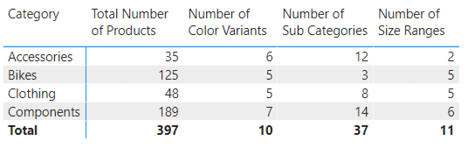 Category Total Number of Products Number of Color Variants Number of Sub Categories Number of Size Ranges
Accessories 35 6 12 2
Bikes 125 5 3 5
Clothing 48 5 8 5
Components 189 7 14 6
Total 397 10 37 11